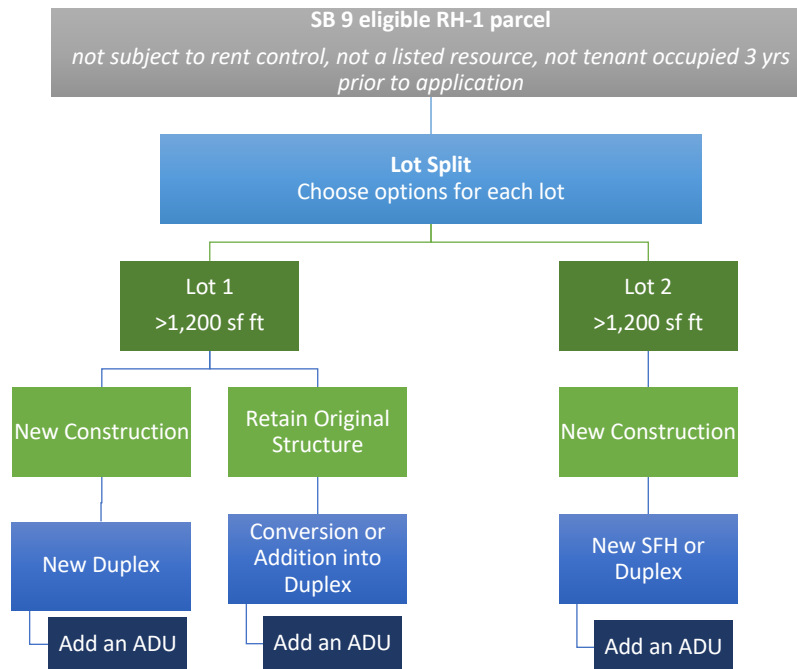 SB 9 eligible RH-1 parcel
not subject to rent control, not a listed resource, not tenant occupied 3 yrs
prior to application
Lot Split
Choose options for each lot
Lot 1
>1,200 sf ft
Lot 2
>1,200 sf ft
New Construction
Retain Original
Structure
New Construction
New Duplex
Conversion or
Addition into
Duplex
New SFH or
Duplex
Add an ADU
Add an ADU
Add an ADU